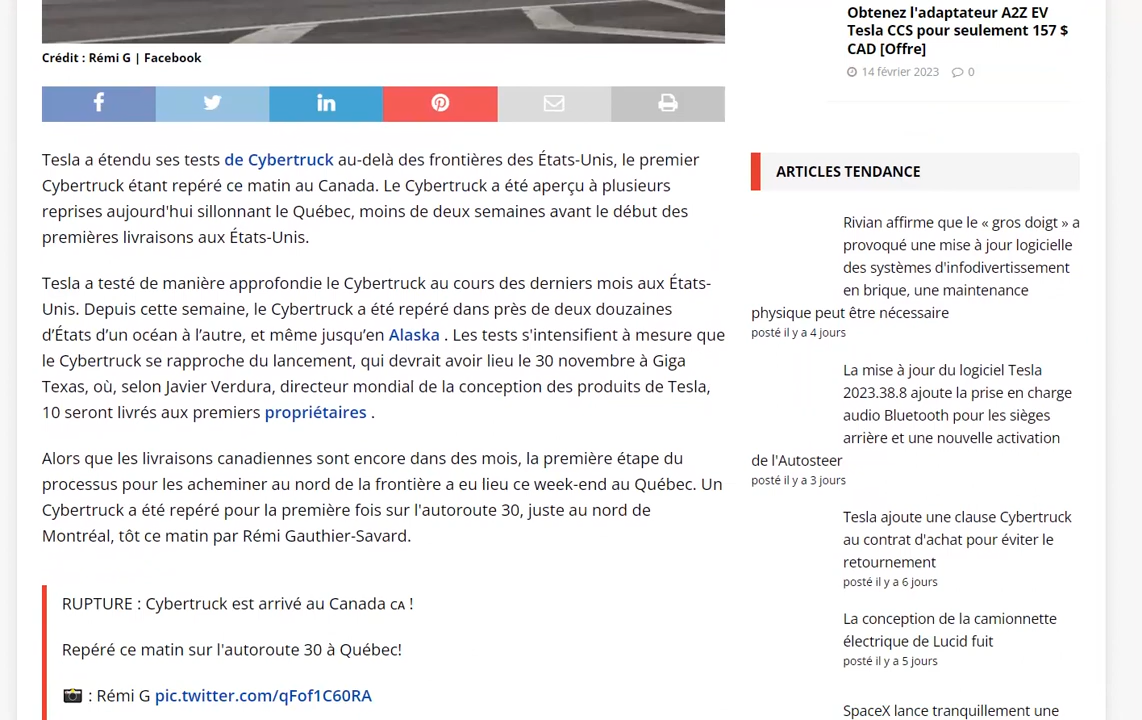 Crédit : Rémi G | Facebook
Tesla a étendu ses tests de Cybertruck au-delà des frontières des États-Unis, le premier
Cybertruck étant repéré ce matin au Canada. Le Cybertruck a été aperçu à plusieurs
reprises aujourd'hui sillonnant le Québec, moins de deux semaines avant le début des
premières livraisons aux États-Unis.
Tesla a testé de manière approfondie le Cybertruck au cours des derniers mois aux États-
Unis. Depuis cette semaine, le Cybertruck a été repéré dans près de deux douzaines
d’États d’un océan à l’autre, et même jusqu’en Alaska . Les tests s'intensifient à mesure que
le Cybertruck se rapproche du lancement, qui devrait avoir lieu le 30 novembre à Giga
Texas, où, selon Javier Verdura, directeur mondial de la conception des produits de Tesla,
10 seront livrés aux premiers propriétaires .
Alors que les livraisons canadiennes sont encore dans des mois, la première étape du
processus pour les acheminer au nord de la frontière a eu lieu ce week-end au Québec. Un
Cybertruck a été repéré pour la première fois sur l'autoroute 30, juste au nord de
Montréal, tôt ce matin par Rémi Gauthier-Savard.
RUPTURE : Cybertruck est arrivé au Canada CA !
Repéré ce matin sur l'autoroute 30 à Québec!
📸 : Rémi G pic.twitter.com/qFof1C60RA
Obtenez l'adaptateur A2Z EV
Tesla CCS pour seulement 157 $
CAD [Offre]
14 février 2023 0
ARTICLES TENDANCE
Rivian affirme que le « gros doigt » a
provoqué une mise à jour logicielle
des systèmes d'infodivertissement
en brique, une maintenance
physique peut être nécessaire
posté il y a 4 jours
La mise à jour du logiciel Tesla
2023.38.8 ajoute la prise en charge
audio Bluetooth pour les sièges
arrière et une nouvelle activation
de l'Autosteer
posté il y a 3 jours
Tesla ajoute une clause Cybertruck
au contrat d'achat pour éviter le
retournement
posté il y a 6 jours
La conception de la camionnette
électrique de Lucid fuit
posté il y a 5 jours
SpaceX lance tranquillement une